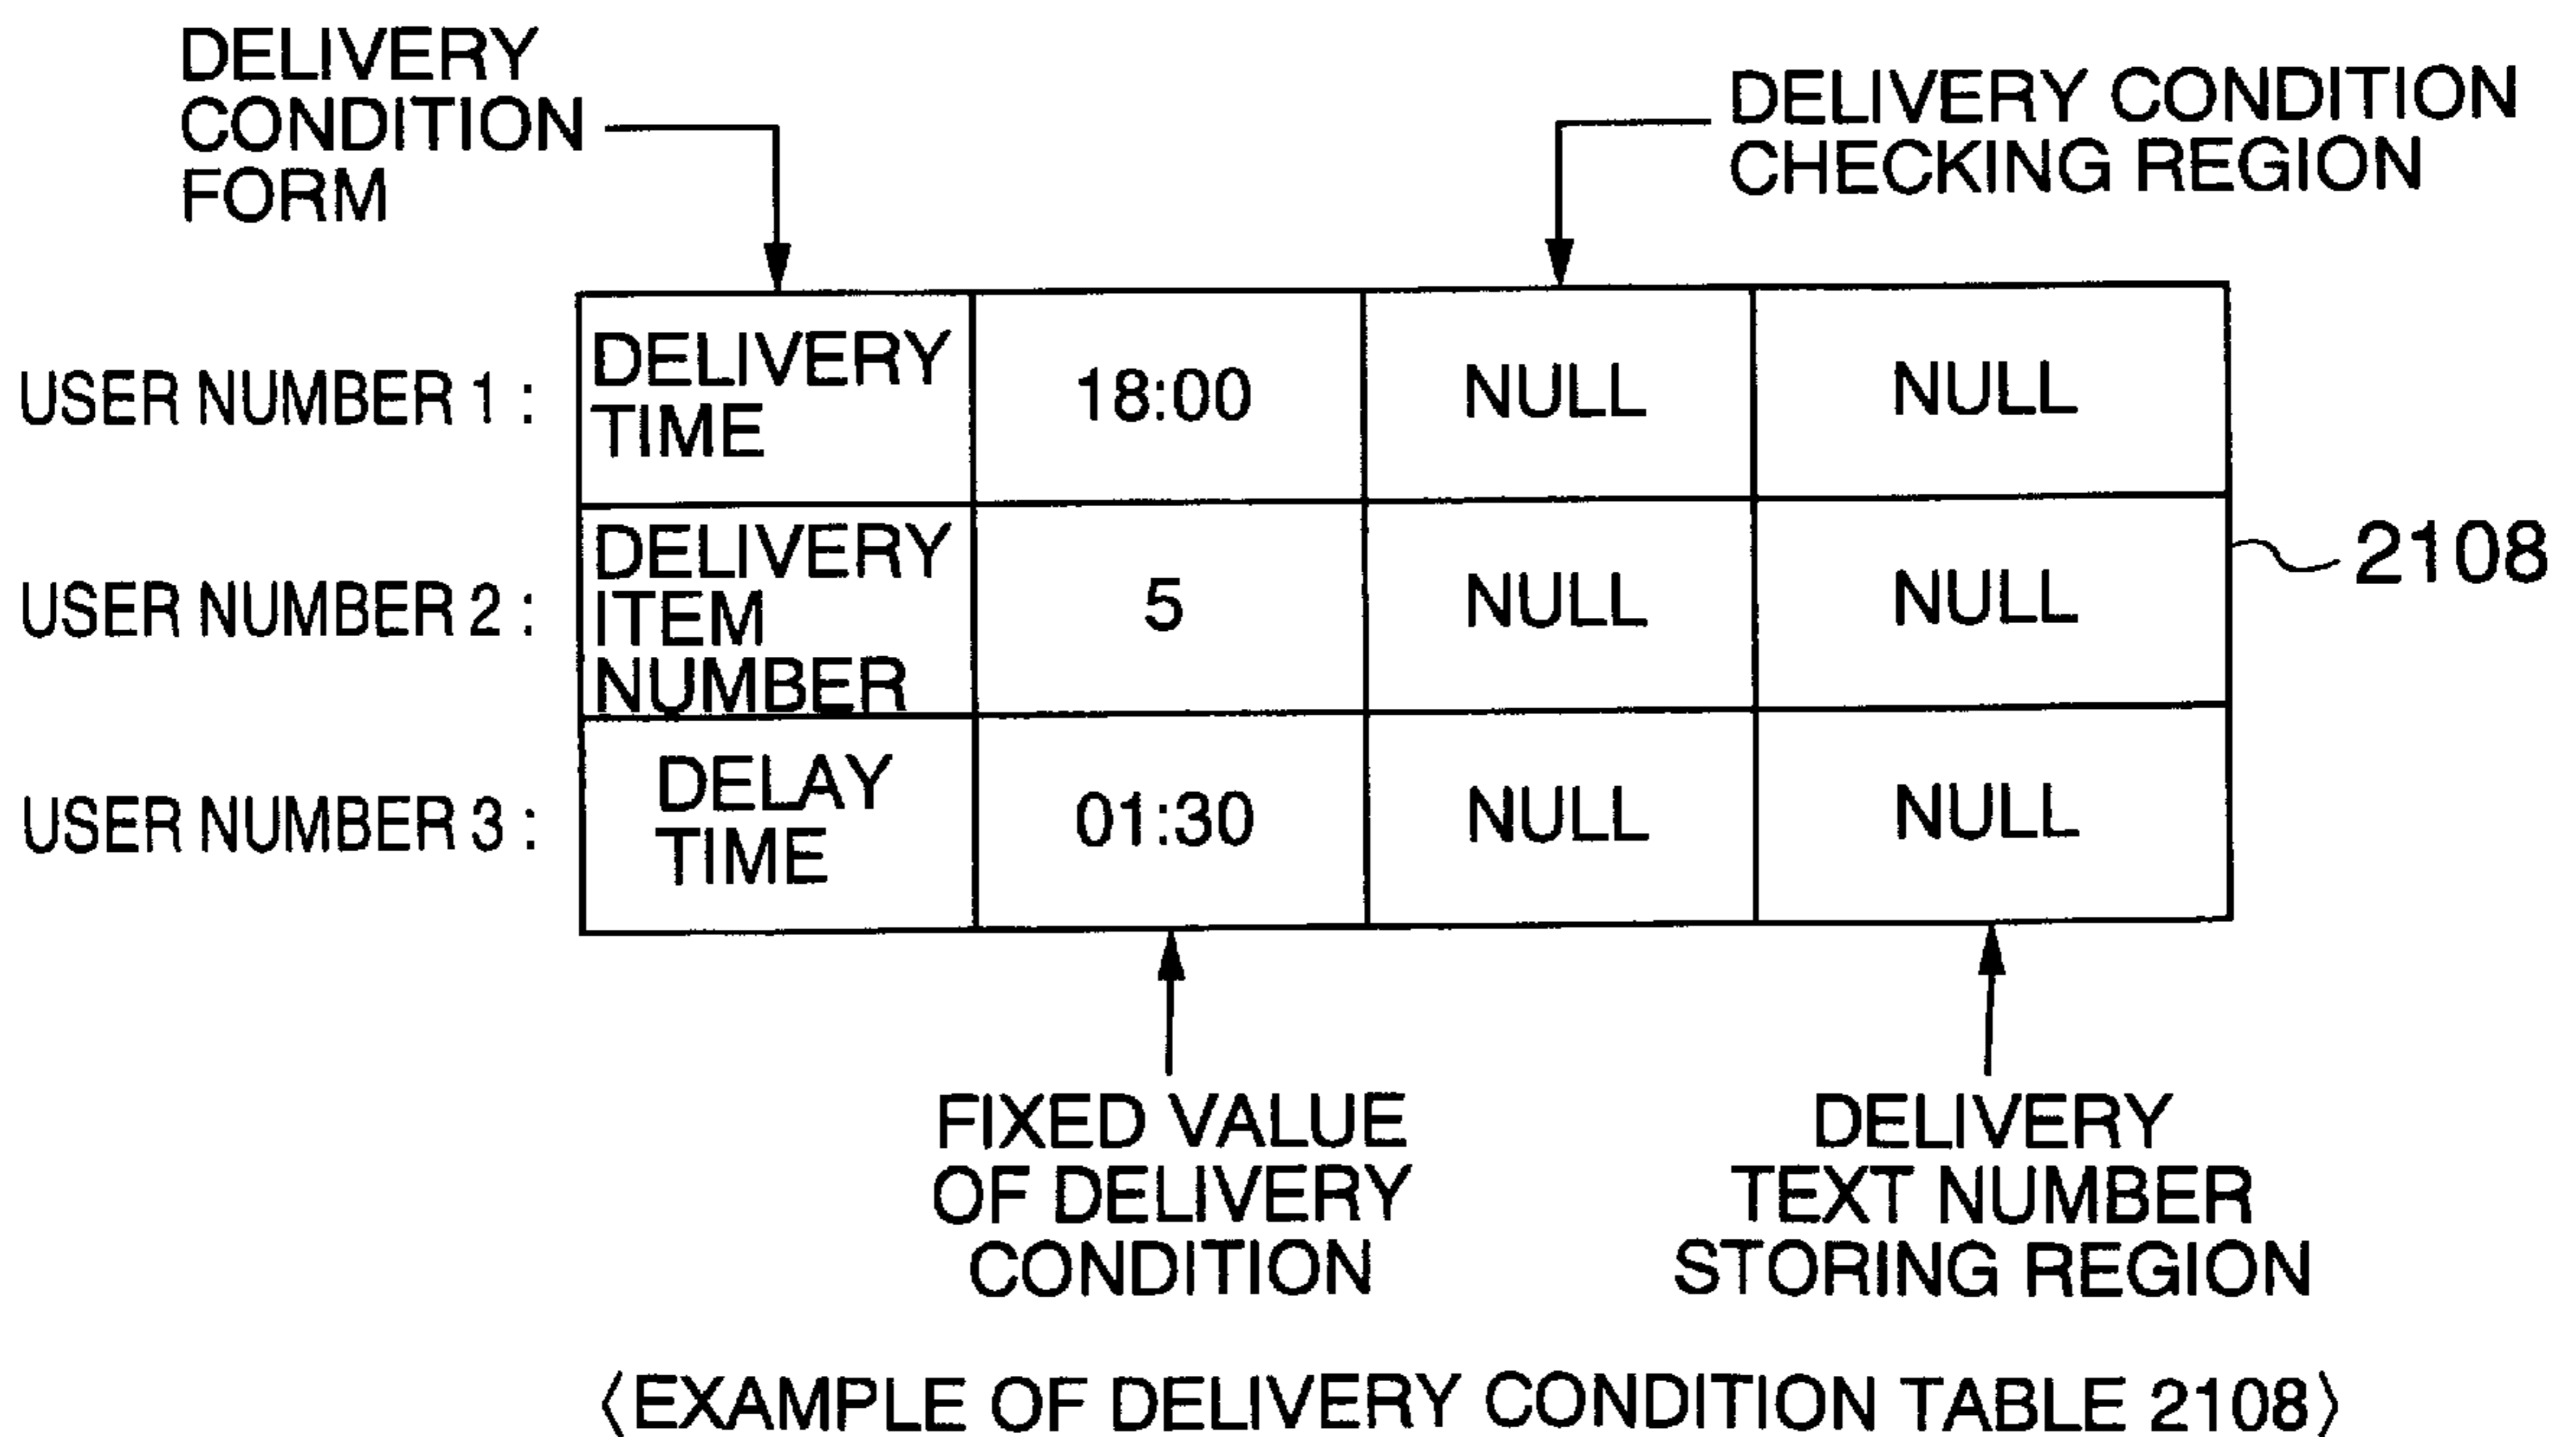 DELIVERY
CONDITION
FORM
DELIVERY CONDITION
CHECKING REGION
USER NUMBER 1 :
DELIVERY
TIME
18:00
NULL
NULL
USER NUMBER 2 :
DELIVERY
ITEM
NUMBER
5
NULL
NULL
2108
USER NUMBER 3 :
DELAY
TIME
01:30
NULL
NULL
FIXED VALUE
OF DELIVERY
CONDITION
DELIVERY
TEXT NUMBER
STORING REGION
〈EXAMPLE OF DELIVERY CONDITION TABLE 2108〉